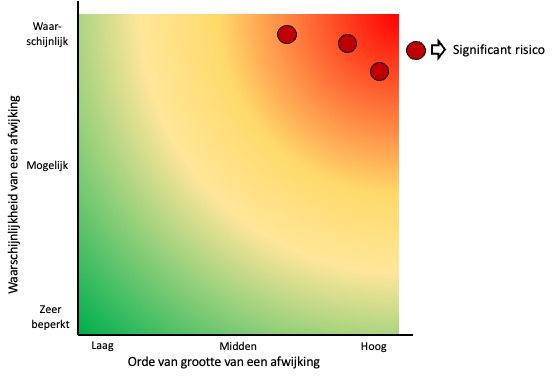 Waar-
schijnlijk
Significant risico
Waarschijnlijkheid van een afwijking
Mogelijk
Zeer
beperkt
Laag
Midden
Hoog
Orde van grootte van een afwijking